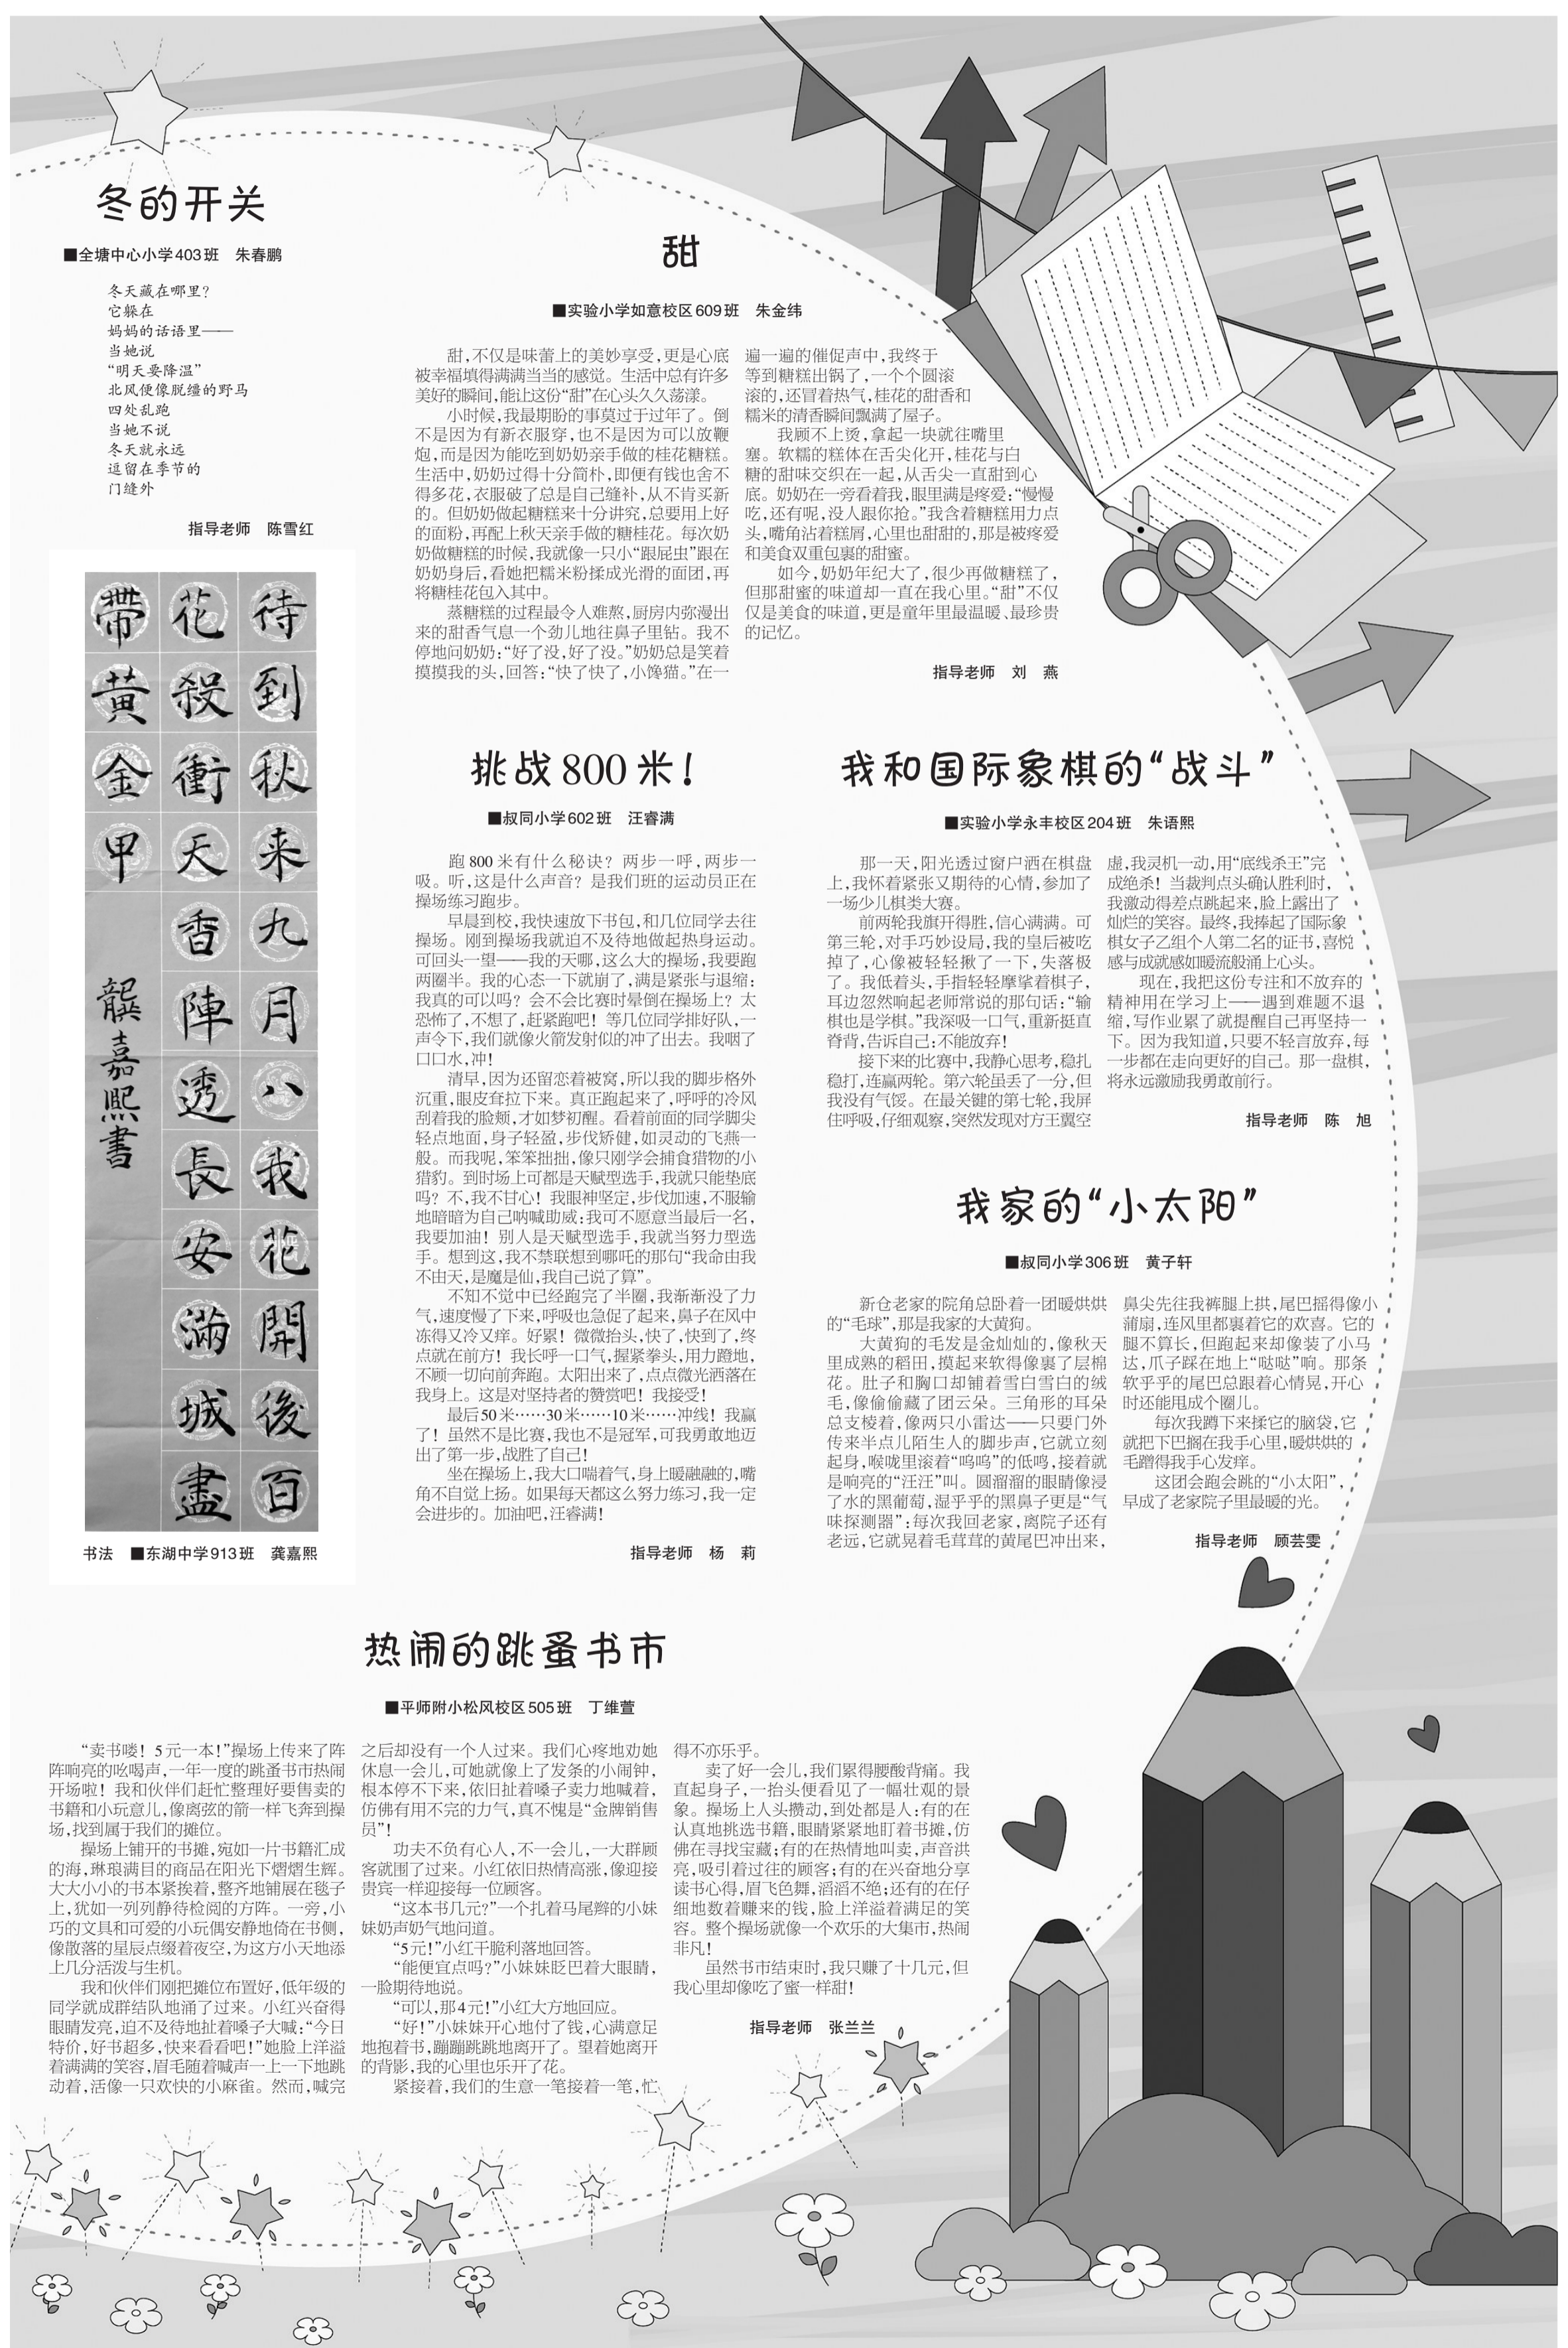 冬的开关
■全塘中心小学403班 朱春鹏
冬天藏在哪里？
它躲在
妈妈的话语里——
当她说
“明天要降温”
北风便像脱缰的野马
四处乱跑
当她不说
冬天就永远
逗留在季节的
门缝外
指导老师 陈雪红
待到秋来九月八我花開後百
花殺衝天香陣透長安滿城盡
帶黃金甲
龔嘉熙書
书法 ■东湖中学913班 龚嘉熙
甜
■实验小学如意校区609班 朱金纬
甜，不仅是味蕾上的美妙享受，更是心底
被幸福填得满满当当的感觉。生活中总有许多
美好的瞬间，能让这份“甜”在心头久久荡漾。
小时候，我最期盼的事莫过于过年了。倒
不是因为有新衣服穿，也不是因为可以放鞭
炮，而是因为能吃到奶奶亲手做的桂花糖糕。
生活中，奶奶过得十分简朴，即便有钱也舍不
得多花，衣服破了总是自己缝补，从不肯买新
的。但奶奶做起糖糕来十分讲究，总要用上好
的面粉，再配上秋天亲手做的糖桂花。每次奶
奶做糖糕的时候，我就像一只小“跟屁虫”跟在
奶奶身后，看她把糯米粉揉成光滑的面团，再
将糖桂花包入其中。
蒸糖糕的过程最令人难熬，厨房内弥漫出
来的甜香气息一个劲儿地往鼻子里钻。我不
停地问奶奶：“好了没，好了没。”奶奶总是笑着
摸摸我的头，回答：“快了快了，小馋猫。”在一
遍一遍的催促声中，我终于
等到糖糕出锅了，一个个圆滚
滚的，还冒着热气，桂花的甜香和
糯米的清香瞬间飘满了屋子。
我顾不上烫，拿起一块就往嘴里
塞。软糯的糕体在舌尖化开，桂花与白
糖的甜味交织在一起，从舌尖一直甜到心
底。奶奶在一旁看着我，眼里满是疼爱：“慢慢
吃，还有呢，没人跟你抢。”我含着糖糕用力点
头，嘴角沾着糕屑，心里也甜甜的，那是被疼爱
和美食双重包裹的甜蜜。
如今，奶奶年纪大了，很少再做糖糕了，
但那甜蜜的味道却一直在我心里。“甜”不仅
仅是美食的味道，更是童年里最温暖、最珍贵
的记忆。
指导老师 刘 燕
挑战800米！
■叔同小学602班 汪睿满
跑800米有什么秘诀？两步一呼，两步一
吸。听，这是什么声音？是我们班的运动员正在
操场练习跑步。
早晨到校，我快速放下书包，和几位同学去往
操场。刚到操场我就迫不及待地做起热身运动。
可回头一望——我的天哪，这么大的操场，我要跑
两圈半。我的心态一下就崩了，满是紧张与退缩：
我真的可以吗？会不会比赛时晕倒在操场上？太
恐怖了，不想了，赶紧跑吧！等几位同学排好队，一
声令下，我们就像火箭发射似的冲了出去。我咽了
口口水，冲！
清早，因为还留恋着被窝，所以我的脚步格外
沉重，眼皮耷拉下来。真正跑起来了，呼呼的冷风
刮着我的脸颊，才如梦初醒。看着前面的同学脚尖
轻点地面，身子轻盈，步伐矫健，如灵动的飞燕一
般。而我呢，笨笨拙拙，像只刚学会捕食猎物的小
猎豹。到时场上可都是天赋型选手，我就只能垫底
吗？不，我不甘心！我眼神坚定，步伐加速，不服输
地暗暗为自己呐喊助威：我可不愿意当最后一名，
我要加油！别人是天赋型选手，我就当努力型选
手。想到这，我不禁联想到哪吒的那句“我命由我
不由天，是魔是仙，我自己说了算”。
不知不觉中已经跑完了半圈，我渐渐没了力
气，速度慢了下来，呼吸也急促了起来，鼻子在风中
冻得又冷又痒。好累！微微抬头，快了，快到了，终
点就在前方！我长呼一口气，握紧拳头，用力蹬地，
不顾一切向前奔跑。太阳出来了，点点微光洒落在
我身上。这是对坚持者的赞赏吧！我接受！
最后50米……30米……10米……冲线！我赢
了！虽然不是比赛，我也不是冠军，可我勇敢地迈
出了第一步，战胜了自己！
坐在操场上，我大口喘着气，身上暖融融的，嘴
角不自觉上扬。如果每天都这么努力练习，我一定
会进步的。加油吧，汪睿满！
指导老师 杨 莉
我和国际象棋的“战斗”
■实验小学永丰校区204班 朱语熙
那一天，阳光透过窗户洒在棋盘
上，我怀着紧张又期待的心情，参加了
一场少儿棋类大赛。
前两轮我旗开得胜，信心满满。可
第三轮，对手巧妙设局，我的皇后被吃
掉了，心像被轻轻揪了一下，失落极
了。我低着头，手指轻轻摩挲着棋子，
耳边忽然响起老师常说的那句话：“输
棋也是学棋。”我深吸一口气，重新挺直
脊背，告诉自己：不能放弃！
接下来的比赛中，我静心思考，稳扎
稳打，连赢两轮。第六轮虽丢了一分，但
我没有气馁。在最关键的第七轮，我屏
住呼吸，仔细观察，突然发现对方王翼空
虚，我灵机一动，用“底线杀王”完
成绝杀！当裁判点头确认胜利时，
我激动得差点跳起来，脸上露出了
灿烂的笑容。最终，我捧起了国际象
棋女子乙组个人第二名的证书，喜悦
感与成就感如暖流般涌上心头。
现在，我把这份专注和不放弃的
精神用在学习上——遇到难题不退
缩，写作业累了就提醒自己再坚持一
下。因为我知道，只要不轻言放弃，每
一步都在走向更好的自己。那一盘棋，
将永远激励我勇敢前行。
指导老师 陈 旭
我家的“小太阳”
■叔同小学306班 黄子轩
新仓老家的院角总卧着一团暖烘烘
的“毛球”，那是我家的大黄狗。
大黄狗的毛发是金灿灿的，像秋天
里成熟的稻田，摸起来软得像裹了层棉
花。肚子和胸口却铺着雪白雪白的绒
毛，像偷偷藏了团云朵。三角形的耳朵
总支棱着，像两只小雷达——只要门外
传来半点儿陌生人的脚步声，它就立刻
起身，喉咙里滚着“呜呜”的低鸣，接着就
是响亮的“汪汪”叫。圆溜溜的眼睛像浸
了水的黑葡萄，湿乎乎的黑鼻子更是“气
味探测器”：每次我回老家，离院子还有
老远，它就晃着毛茸茸的黄尾巴冲出来，
鼻尖先往我裤腿上拱，尾巴摇得像小
蒲扇，连风里都裹着它的欢喜。它的
腿不算长，但跑起来却像装了小马
达，爪子踩在地上“哒哒”响。那条
软乎乎的尾巴总跟着心情晃，开心
时还能甩成个圈儿。
每次我蹲下来揉它的脑袋，它
就把下巴搁在我手心里，暖烘烘的
毛蹭得我手心发痒。
这团会跑会跳的“小太阳”，
早成了老家院子里最暖的光。
指导老师 顾芸雯
热闹的跳蚤书市
■平师附小松风校区505班 丁维萱
“卖书喽！5元一本！”操场上传来了阵
阵响亮的吆喝声，一年一度的跳蚤书市热闹
开场啦！我和伙伴们赶忙整理好要售卖的
书籍和小玩意儿，像离弦的箭一样飞奔到操
场，找到属于我们的摊位。
操场上铺开的书摊，宛如一片书籍汇成
的海，琳琅满目的商品在阳光下熠熠生辉。
大大小小的书本紧挨着，整齐地铺展在毯子
上，犹如一列列静待检阅的方阵。一旁，小
巧的文具和可爱的小玩偶安静地倚在书侧，
像散落的星辰点缀着夜空，为这方小天地添
上几分活泼与生机。
我和伙伴们刚把摊位布置好，低年级的
同学就成群结队地涌了过来。小红兴奋得
眼睛发亮，迫不及待地扯着嗓子大喊：“今日
特价，好书超多，快来看看吧！”她脸上洋溢
着满满的笑容，眉毛随着喊声一上一下地跳
动着，活像一只欢快的小麻雀。然而，喊完
之后却没有一个人过来。我们心疼地劝她
休息一会儿，可她就像上了发条的小闹钟，
根本停不下来，依旧扯着嗓子卖力地喊着，
仿佛有用不完的力气，真不愧是“金牌销售
员”！
功夫不负有心人，不一会儿，一大群顾
客就围了过来。小红依旧热情高涨，像迎接
贵宾一样迎接每一位顾客。
“这本书几元？”一个扎着马尾辫的小妹
妹奶声奶气地问道。
“5元！”小红干脆利落地回答。
“能便宜点吗？”小妹妹眨巴着大眼睛，
一脸期待地说。
“可以，那4元！”小红大方地回应。
“好！”小妹妹开心地付了钱，心满意足
地抱着书，蹦蹦跳跳地离开了。望着她离开
的背影，我的心里也乐开了花。
紧接着，我们的生意一笔接着一笔，忙
得不亦乐乎。
卖了好一会儿，我们累得腰酸背痛。我
直起身子，一抬头便看见了一幅壮观的景
象。操场上人头攒动，到处都是人：有的在
认真地挑选书籍，眼睛紧紧地盯着书摊，仿
佛在寻找宝藏；有的在热情地叫卖，声音洪
亮，吸引着过往的顾客；有的在兴奋地分享
读书心得，眉飞色舞，滔滔不绝；还有的在仔
细地数着赚来的钱，脸上洋溢着满足的笑
容。整个操场就像一个欢乐的大集市，热闹
非凡！
虽然书市结束时，我只赚了十几元，但
我心里却像吃了蜜一样甜！
指导老师 张兰兰